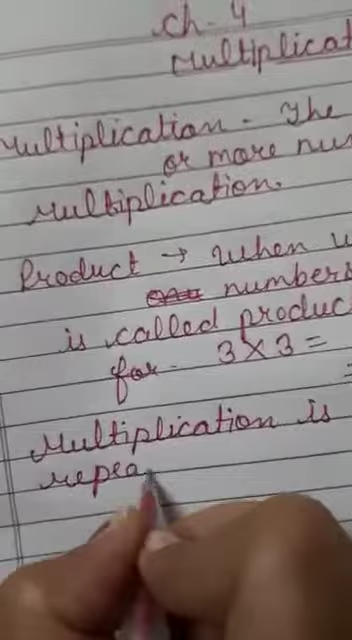 Ch-4
Multiplicat
Multiplication - The
or more num
Multiplication.
Product → When
numbers
is called produc
for - 3×3=
=
Multiplication is
repea